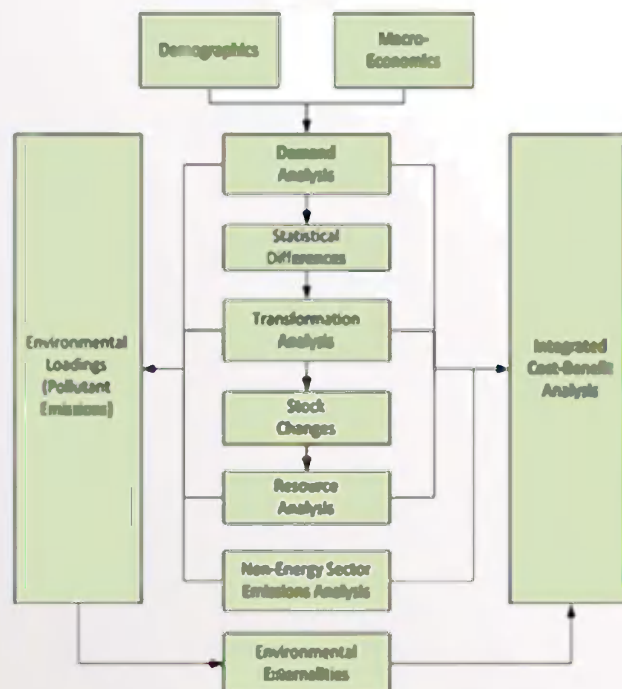 Demographics
Macro-
Economics
Demand
Analysis
Statistical
Differences
Transformation
Analysis
Environmental
Loadings
(Pollutant
Emissions)
Integrated
Cost-Benefit
Analysis
Stock
Changes
Resource
Analysis
Non-Energy Sector
Emissions Analysis
Environmental
Externalities